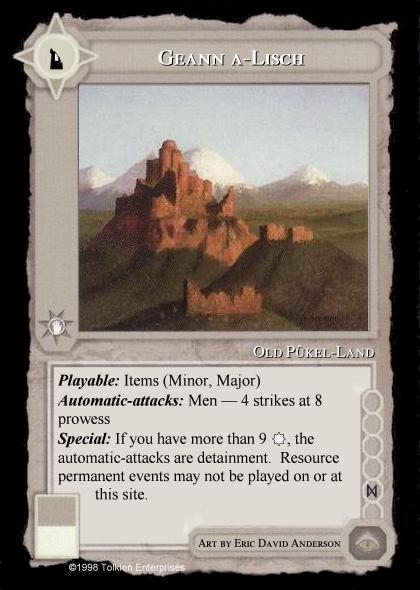 Geann a-Lisch
Old Pûkel-Land
Playable: Items (Minor, Major)
Automatic-attacks: Men — 4 strikes at 8
prowess
Special: If you have more than 9 , the
automatic-attacks are detainment. Resource
permanent events may not be played on or at
this site.
Art by Eric David Anderson
©1998 Tolkien Enterprises